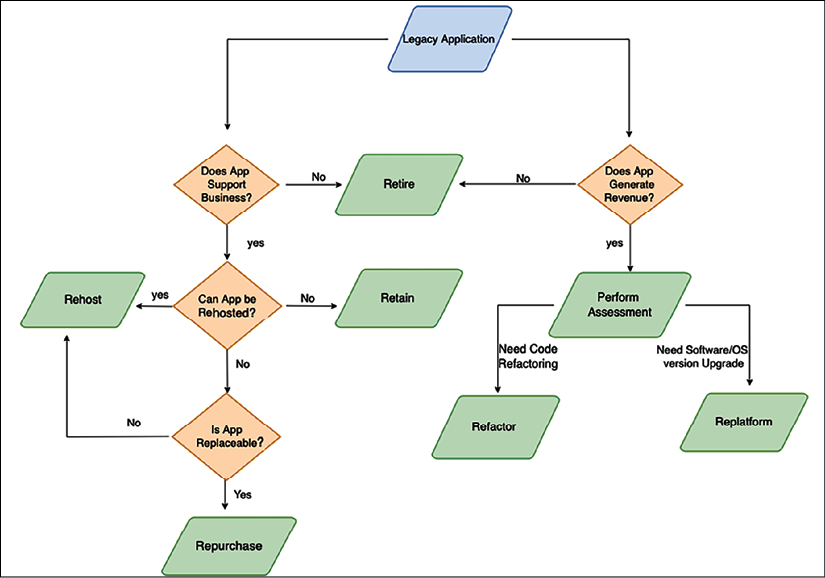 Legacy Application
Does App
Support
Business?
No
Retire
No
Does App
Generate
Revenue?
yes
yes
Rehost
yes
Can App be
Rehosted?
No
Retain
Perform
Assessment
Need Code
Refactoring
Need Software/OS
version Upgrade
No
No
Is App
Replaceable?
Refactor
Replatform
Yes
Repurchase